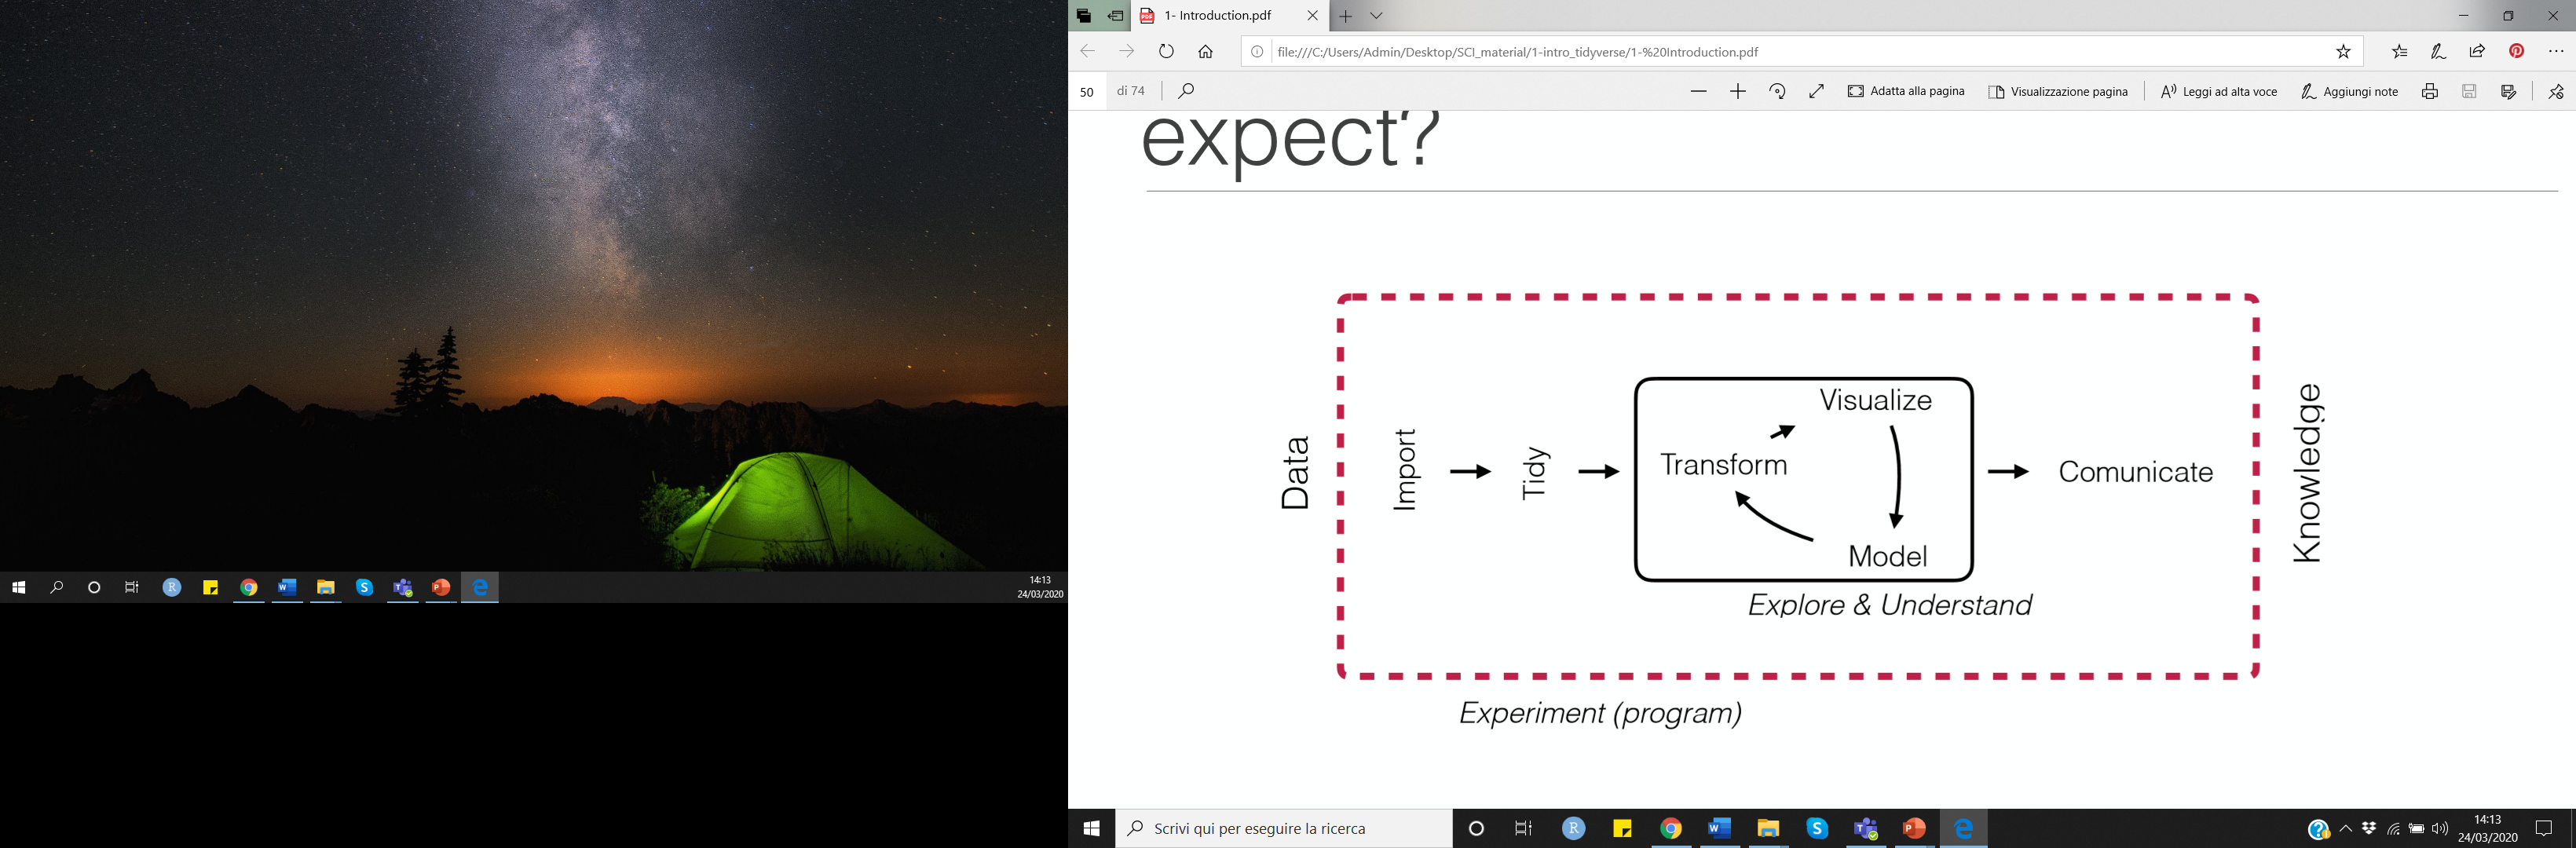 14:13
24/03/2020
1- Introduction.pdf
file:///C:/Users/Admin/Desktop/SCI_material/1-intro_tidyverse/1-%20Introduction.pdf
50 di 74
Adatta alla pagina
Visualizzazione pagina
Leggi ad alta voce
Aggiungi note
expect?
Data
Import
Tidy
Transform
Visualize
Model
Explore & Understand
Comunicate
Knowledge
Experiment (program)
Scrivi qui per eseguire la ricerca
14:13
24/03/2020